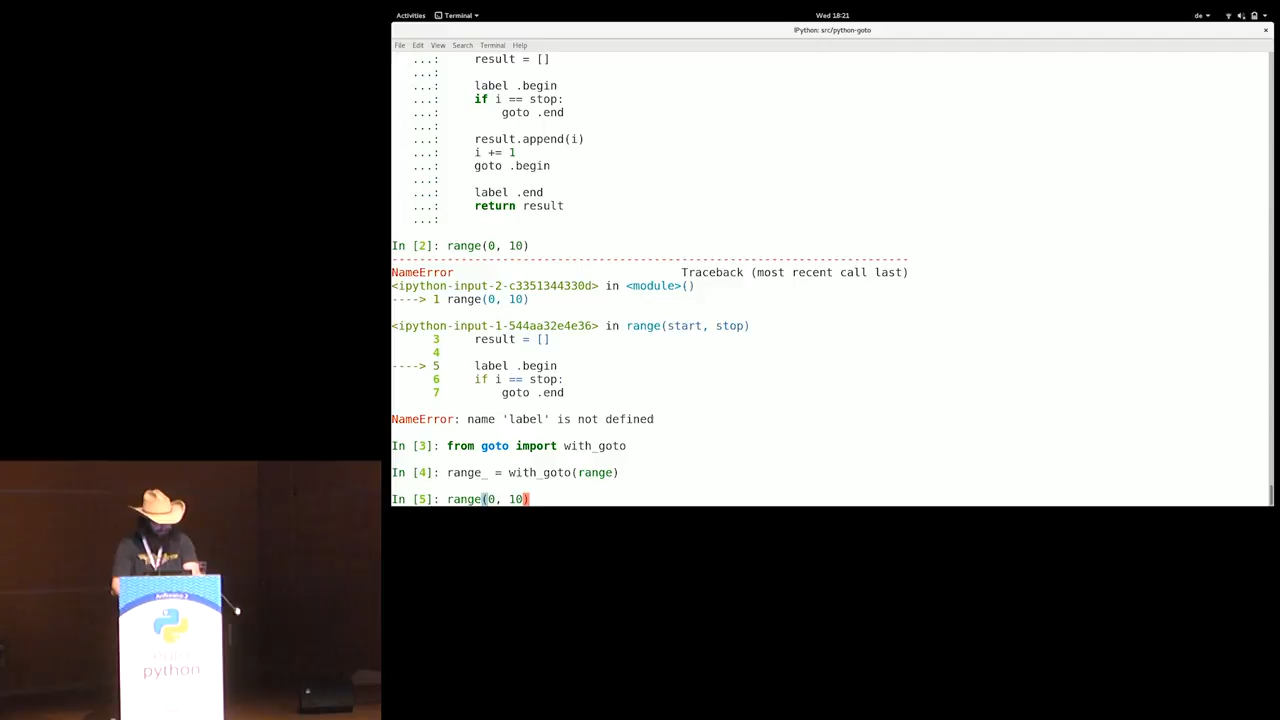 Activities Terminal Wed 18:21 de
IPython: src/python-goto
File Edit View Search Terminal Help
...: result = []
...:
...: label .begin
...: if i == stop:
...: goto .end
...:
...: result.append(i)
...: i += 1
...: goto .begin
...:
...: label .end
...: return result
...:
In [2]: range(0, 10)
---------------------------------------------------------------------------
NameError Traceback (most recent call last)
<ipython-input-2-c3351344330d> in <module>()
----> 1 range(0, 10)
<ipython-input-1-544aa32e4e36> in range(start, stop)
3 result = []
4
----> 5 label .begin
6 if i == stop:
7 goto .end
NameError: name 'label' is not defined
In [3]: from goto import with_goto
In [4]: range_ = with_goto(range)
In [5]: range(0, 10)
python